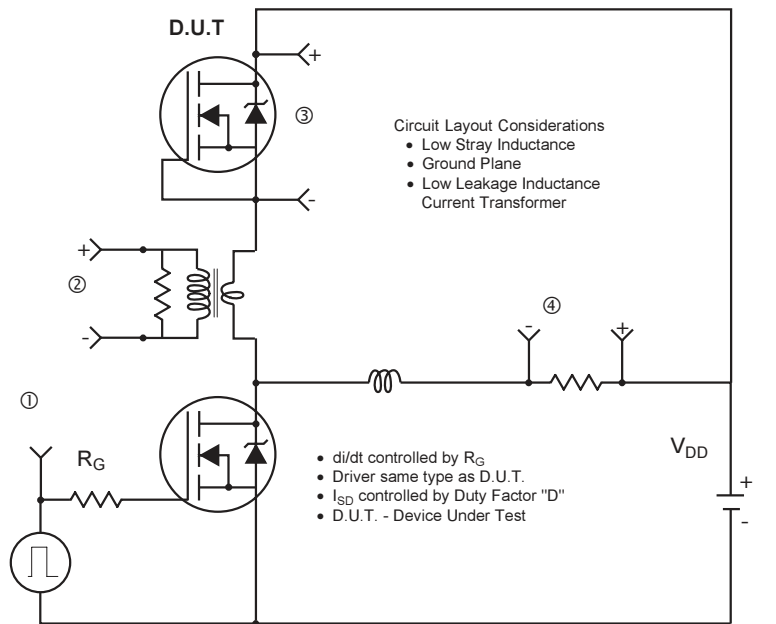 D.U.T
+
③
Circuit Layout Considerations
• Low Stray Inductance
• Ground Plane
• Low Leakage Inductance
Current Transformer
-
+
②
-
④
-
+
①
R_G
• di/dt controlled by R_G
• Driver same type as D.U.T.
• I_SD controlled by Duty Factor "D"
• D.U.T. - Device Under Test
V_DD
+
-